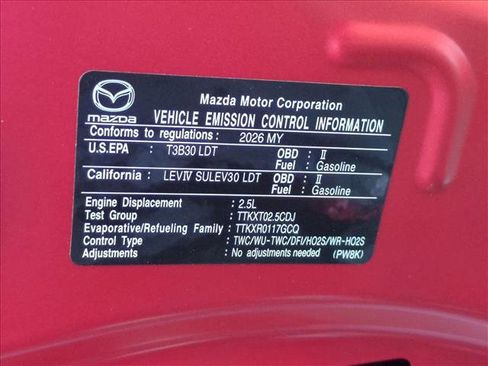 mazda
Mazda Motor Corporation
VEHICLE EMISSION CONTROL INFORMATION
Conforms to regulations : 2026 MY
U.S.EPA : T3B30 LDT OBD : II
Fuel : Gasoline
California : LEVIV SULEV30 LDT OBD : II
Fuel : Gasoline
Engine Displacement : 2.5L
Test Group : TTKXT02.5CDJ
Evaporative/Refueling Family : TTKXR0117GCQ
Control Type : TWC/WU-TWC/DFI/HO2S/WR-HO2S
Adjustments : No adjustments needed (PW8K)